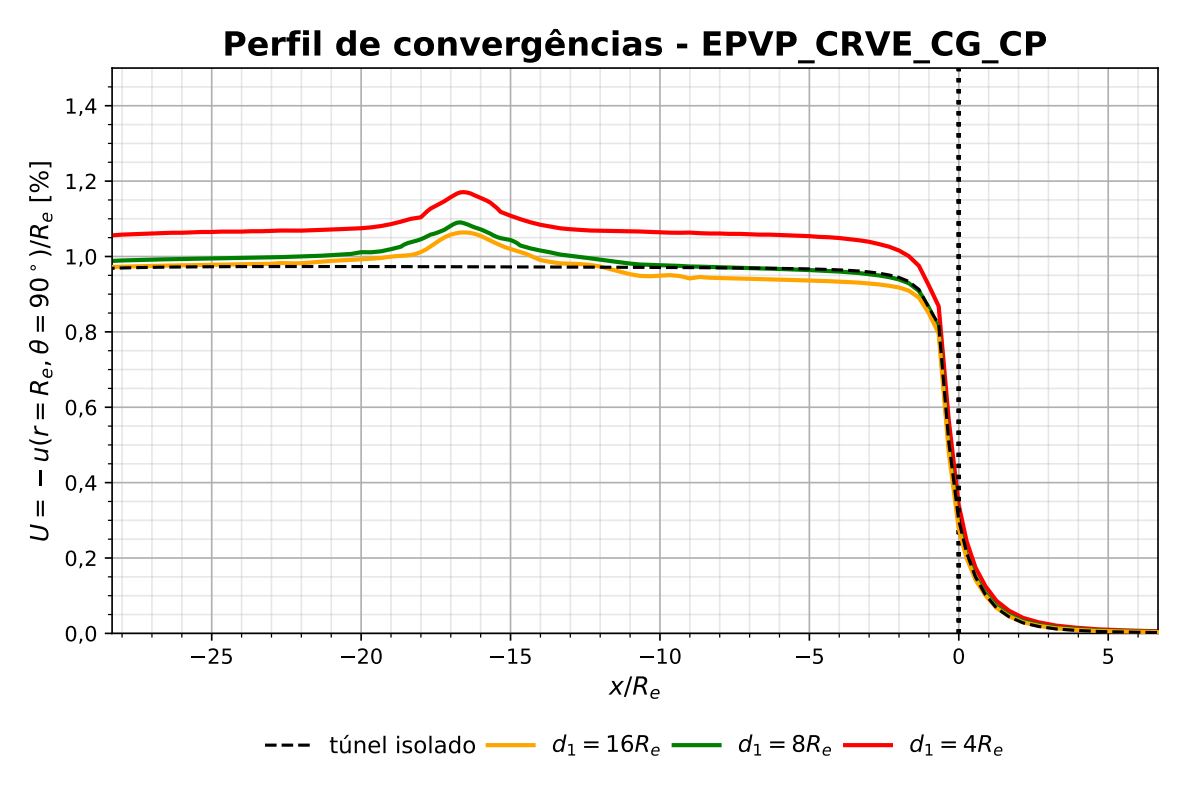 Perfil de convergências - EPVP_CRVE_CG_CP
U = − u(r = Rₑ, θ = 90°)/Rₑ [%]
1,4
1,2
1,0
0,8
0,6
0,4
0,2
0,0
−25 −20 −15 −10 −5 0 5
x/Rₑ
túnel isolado d₁ = 16Rₑ d₁ = 8Rₑ d₁ = 4Rₑ